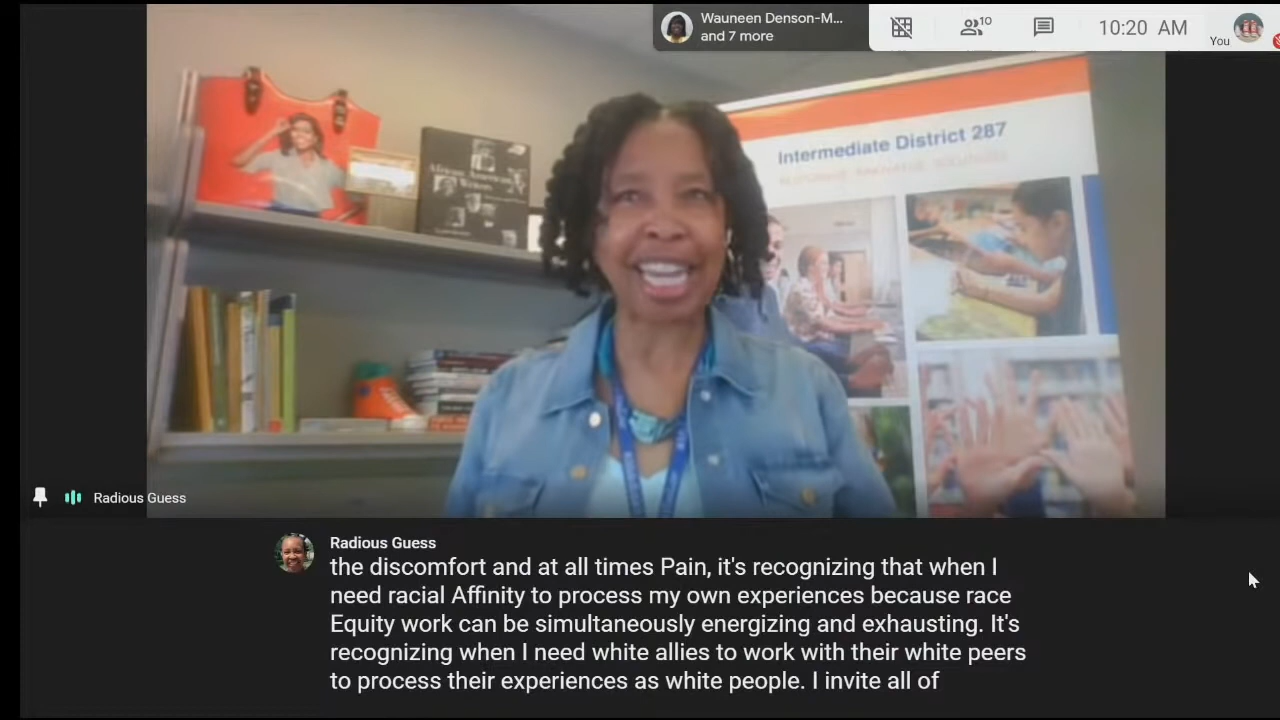 Wauneen Denson-M...
and 7 more
10
10:20 AM
You
Intermediate District 287
African American
Writers
Radious Guess
Radious Guess
the discomfort and at all times Pain, it's recognizing that when I
need racial Affinity to process my own experiences because race
Equity work can be simultaneously energizing and exhausting. It's
recognizing when I need white allies to work with their white peers
to process their experiences as white people. I invite all of